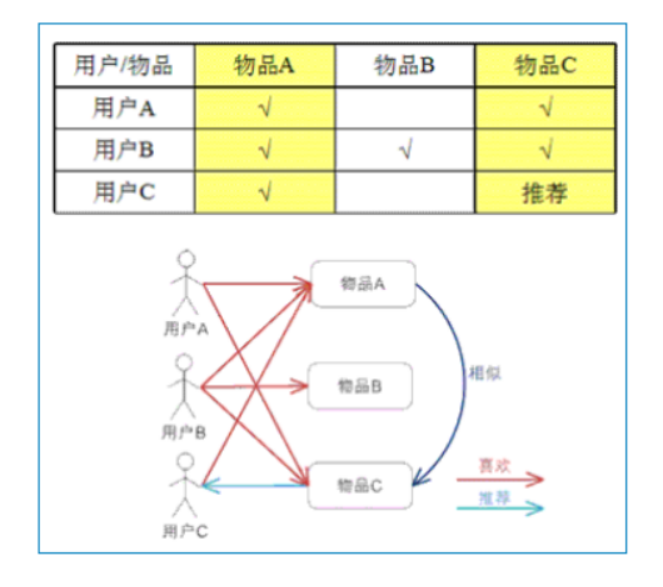 用户/物品 物品A 物品B 物品C
用户A √ √
用户B √ √ √
用户C √ 推荐
物品A
用户A
相似
物品B
用户B
喜欢
物品C
推荐
用户C